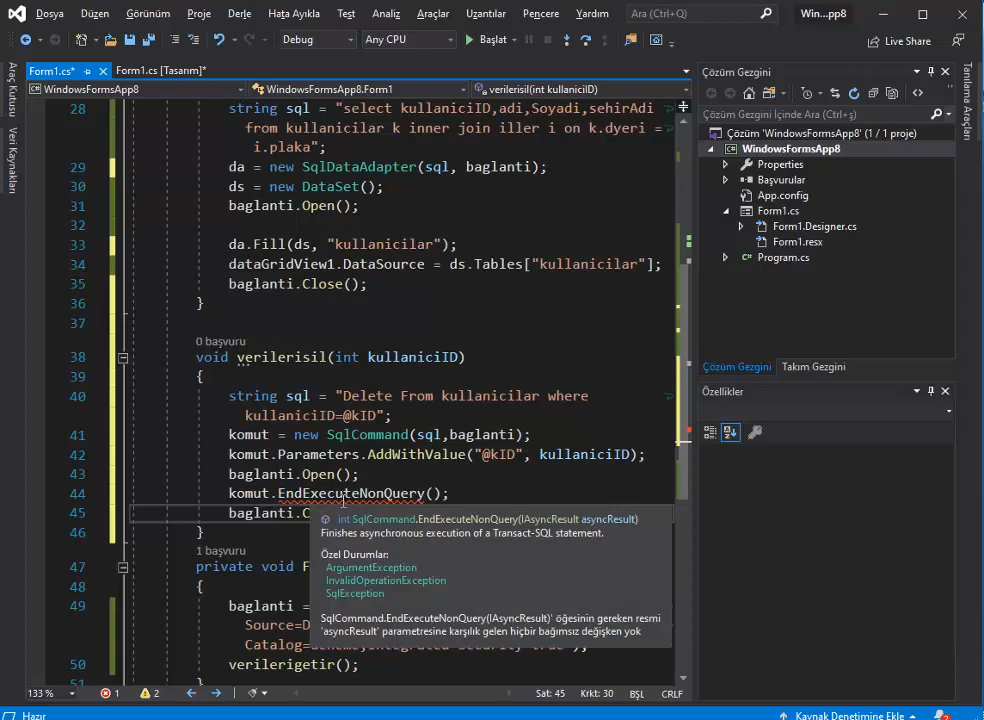 Dosya Düzen Görünüm Proje Derle Hata Ayıkla Test Analiz Araçlar Uzantılar Pencere Yardım Ara (Ctrl+Q) Win...pp8
Debug Any CPU Başlat Live Share
Form1.cs* Form1.cs [Tasarım]*
WindowsFormsApp8 WindowsFormsApp8.Form1 verilerisil(int kullaniciID)
Araç Kutusu
Veri Kaynakları
28 string sql = "select kullaniciID,adi,Soyadi,sehirAdi
from kullanicilar k inner join iller i on k.dyeri =
i.plaka";
29 da = new SqlDataAdapter(sql, baglanti);
30 ds = new DataSet();
31 baglanti.Open();
32
33 da.Fill(ds, "kullanicilar");
34 dataGridView1.DataSource = ds.Tables["kullanicilar"];
35 baglanti.Close();
36 }
37
0 başvuru
38 void verilerisil(int kullaniciID)
39 {
40 string sql = "Delete From kullanicilar where
kullaniciID=@kID";
41 komut = new SqlCommand(sql,baglanti);
42 komut.Parameters.AddWithValue("@kID", kullaniciID);
43 baglanti.Open();
44 komut.EndExecuteNonQuery();
45 baglanti.C
46 }
1 başvuru
47 private void F
48 {
49 baglanti =
Source=D
50 verilerigetir();
51 }
int SqlCommand.EndExecuteNonQuery(IAsyncResult asyncResult)
Finishes asynchronous execution of a Transact-SQL statement.
Özel Durumlar:
ArgumentException
InvalidOperationException
SqlException
SqlCommand.EndExecuteNonQuery(IAsyncResult)' öğesinin gereken resmi
'asyncResult' parametresine karşılık gelen hiçbir bağımsız değişken yok
133 % 1 2 Sat: 45 Krkt: 30 BŞL CRLF
Çözüm Gezgini
Çözüm Gezgini İçinde Ara (Ctrl+ş)
Çözüm 'WindowsFormsApp8' (1 / 1 proje)
WindowsFormsApp8
Properties
Başvurular
App.config
Form1.cs
Form1.Designer.cs
Form1.resx
Program.cs
Çözüm Gezgini Takım Gezgini
Özellikler
Tanılama Araçları
Hazır Kaynak Denetimine Ekle 2